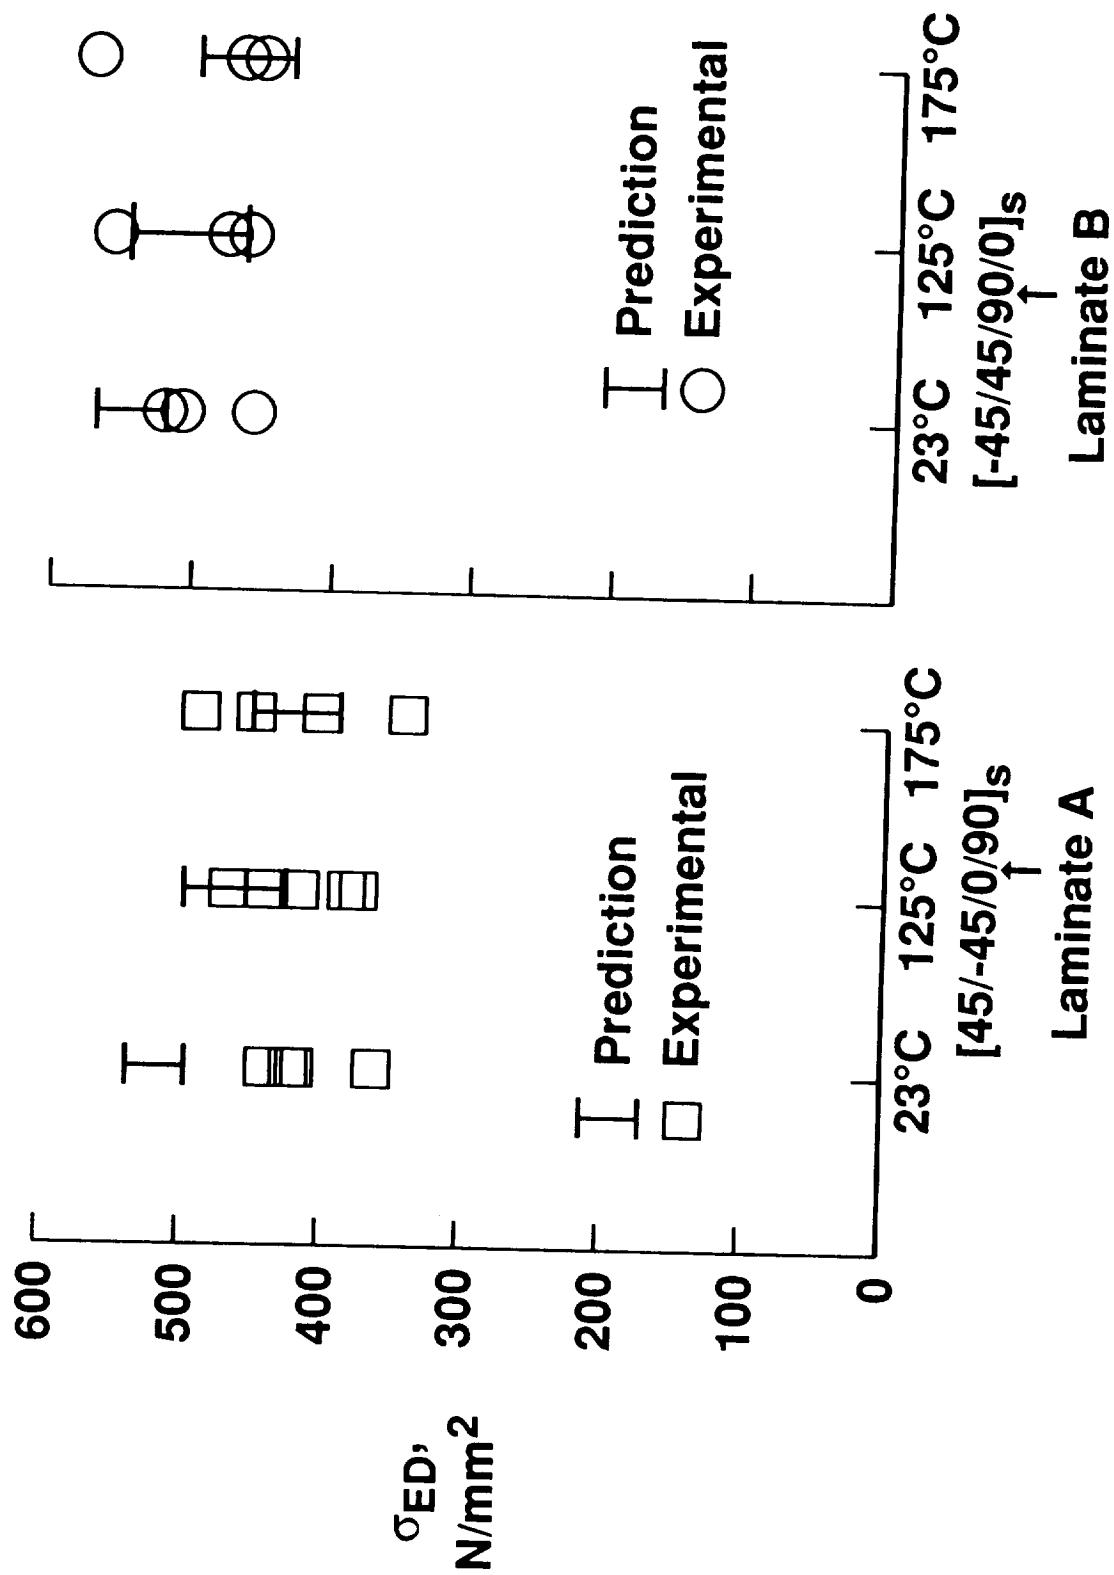 600
500
400
300
200
100
0
σED,
N/mm2
Prediction
Experimental
23°C
125°C
175°C
[45/-45/0/90]s
Laminate A
Prediction
Experimental
23°C
125°C
175°C
[-45/45/90/0]s
Laminate B